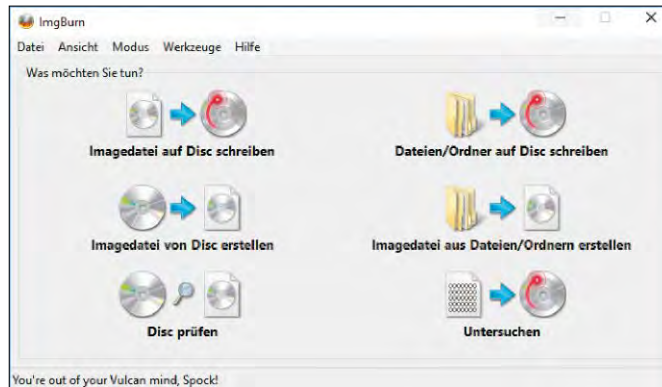 ImgBurn
Datei Ansicht Modus Werkzeuge Hilfe
Was möchten Sie tun?
Imagedatei auf Disc schreiben
Dateien/Ordner auf Disc schreiben
Imagedatei von Disc erstellen
Imagedatei aus Dateien/Ordnern erstellen
Disc prüfen
Untersuchen
You're out of your Vulcan mind, Spock!